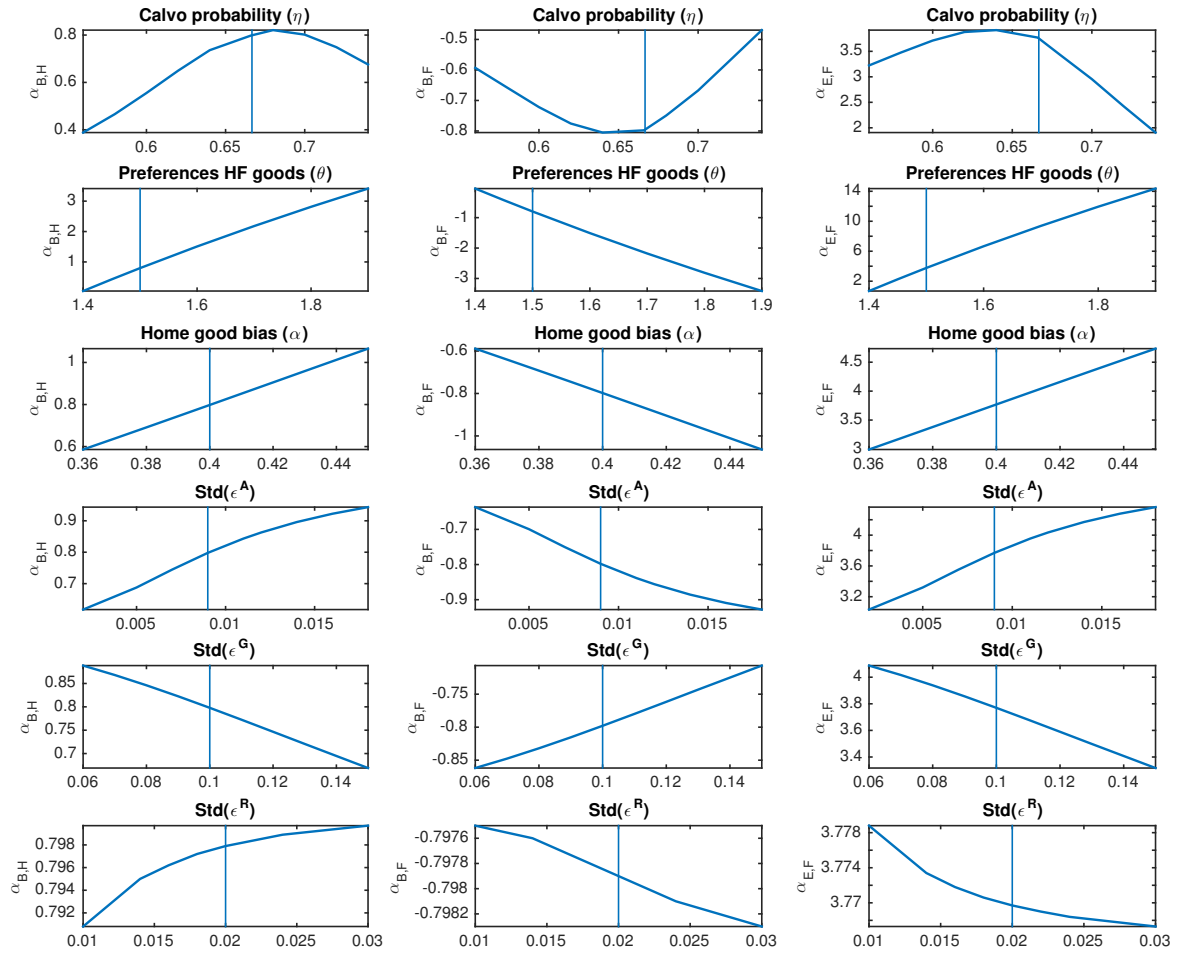 Calvo probability (η) Calvo probability (η) Calvo probability (η)
α_B,H 0.8 0.6 0.4
0.6 0.65 0.7
α_B,F -0.5 -0.6 -0.7 -0.8
0.6 0.65 0.7
α_E,F 3.5 3 2.5 2
0.6 0.65 0.7
Preferences HF goods (θ) Preferences HF goods (θ) Preferences HF goods (θ)
α_B,H 3 2 1
1.4 1.6 1.8
α_B,F -1 -2 -3
1.4 1.5 1.6 1.7 1.8 1.9
α_E,F 14 10 6 2
1.4 1.6 1.8
Home good bias (α) Home good bias (α) Home good bias (α)
α_B,H 1 0.8 0.6
0.36 0.38 0.4 0.42 0.44
α_B,F -0.6 -0.8 -1
0.36 0.38 0.4 0.42 0.44
α_E,F 4.5 4 3.5 3
0.36 0.38 0.4 0.42 0.44
Std(ϵ^A) Std(ϵ^A) Std(ϵ^A)
α_B,H 0.9 0.8 0.7
0.005 0.01 0.015
α_B,F -0.7 -0.8 -0.9
0.005 0.01 0.015
α_E,F 4 3.6 3.2
0.005 0.01 0.015
Std(ϵ^G) Std(ϵ^G) Std(ϵ^G)
α_B,H 0.85 0.8 0.75 0.7
0.06 0.08 0.1 0.12 0.14
α_B,F -0.75 -0.8 -0.85
0.06 0.08 0.1 0.12 0.14
α_E,F 4 3.8 3.6 3.4
0.06 0.08 0.1 0.12 0.14
Std(ϵ^R) Std(ϵ^R) Std(ϵ^R)
α_B,H 0.798 0.796 0.794 0.792
0.01 0.015 0.02 0.025 0.03
α_B,F -0.7976 -0.7978 -0.798 -0.7982
0.01 0.015 0.02 0.025 0.03
α_E,F 3.778 3.774 3.77
0.01 0.015 0.02 0.025 0.03